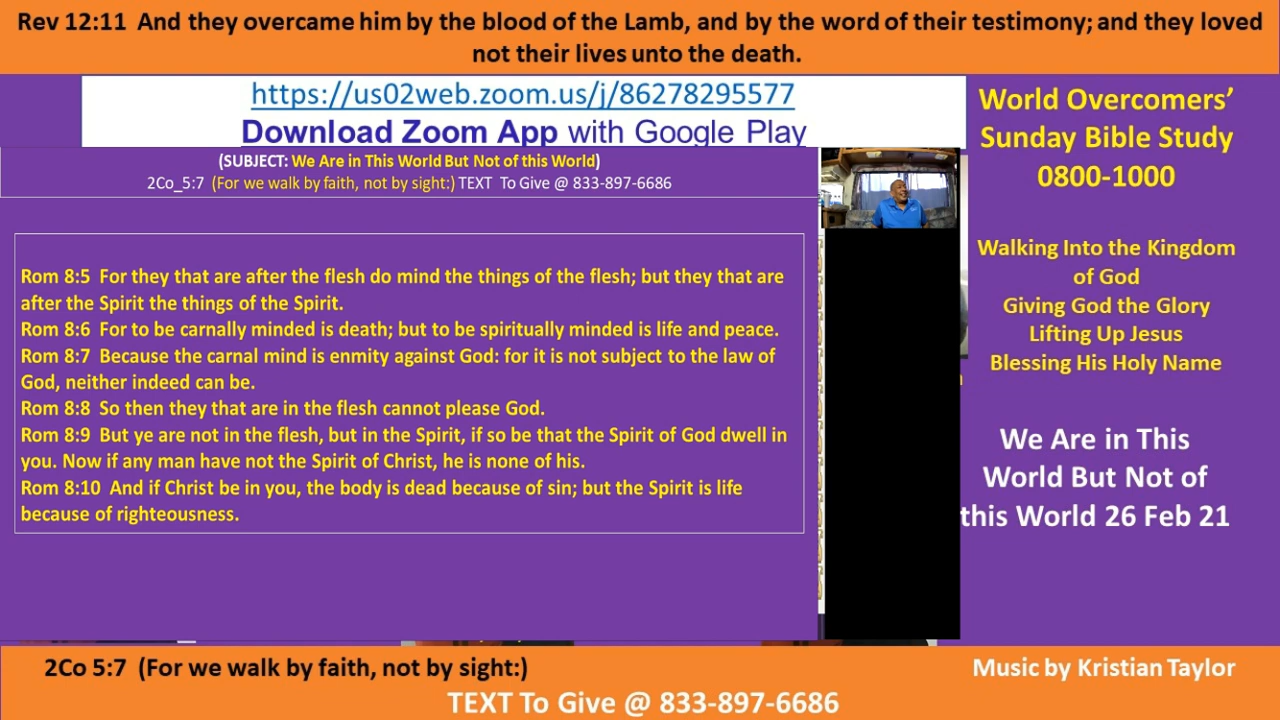 Rev 12:11 And they overcame him by the blood of the Lamb, and by the word of their testimony; and they loved
not their lives unto the death.
https://us02web.zoom.us/j/86278295577
Download Zoom App with Google Play
(SUBJECT: We Are in This World But Not of this World)
2Co_5:7 (For we walk by faith, not by sight:) TEXT To Give @ 833-897-6686
Rom 8:5 For they that are after the flesh do mind the things of the flesh; but they that are
after the Spirit the things of the Spirit.
Rom 8:6 For to be carnally minded is death; but to be spiritually minded is life and peace.
Rom 8:7 Because the carnal mind is enmity against God: for it is not subject to the law of
God, neither indeed can be.
Rom 8:8 So then they that are in the flesh cannot please God.
Rom 8:9 But ye are not in the flesh, but in the Spirit, if so be that the Spirit of God dwell in
you. Now if any man have not the Spirit of Christ, he is none of his.
Rom 8:10 And if Christ be in you, the body is dead because of sin; but the Spirit is life
because of righteousness.
World Overcomers’
Sunday Bible Study
0800-1000
Walking Into the Kingdom
of God
Giving God the Glory
Lifting Up Jesus
Blessing His Holy Name
We Are in This
World But Not of
this World 26 Feb 21
2Co 5:7 (For we walk by faith, not by sight:)
Music by Kristian Taylor
TEXT To Give @ 833-897-6686